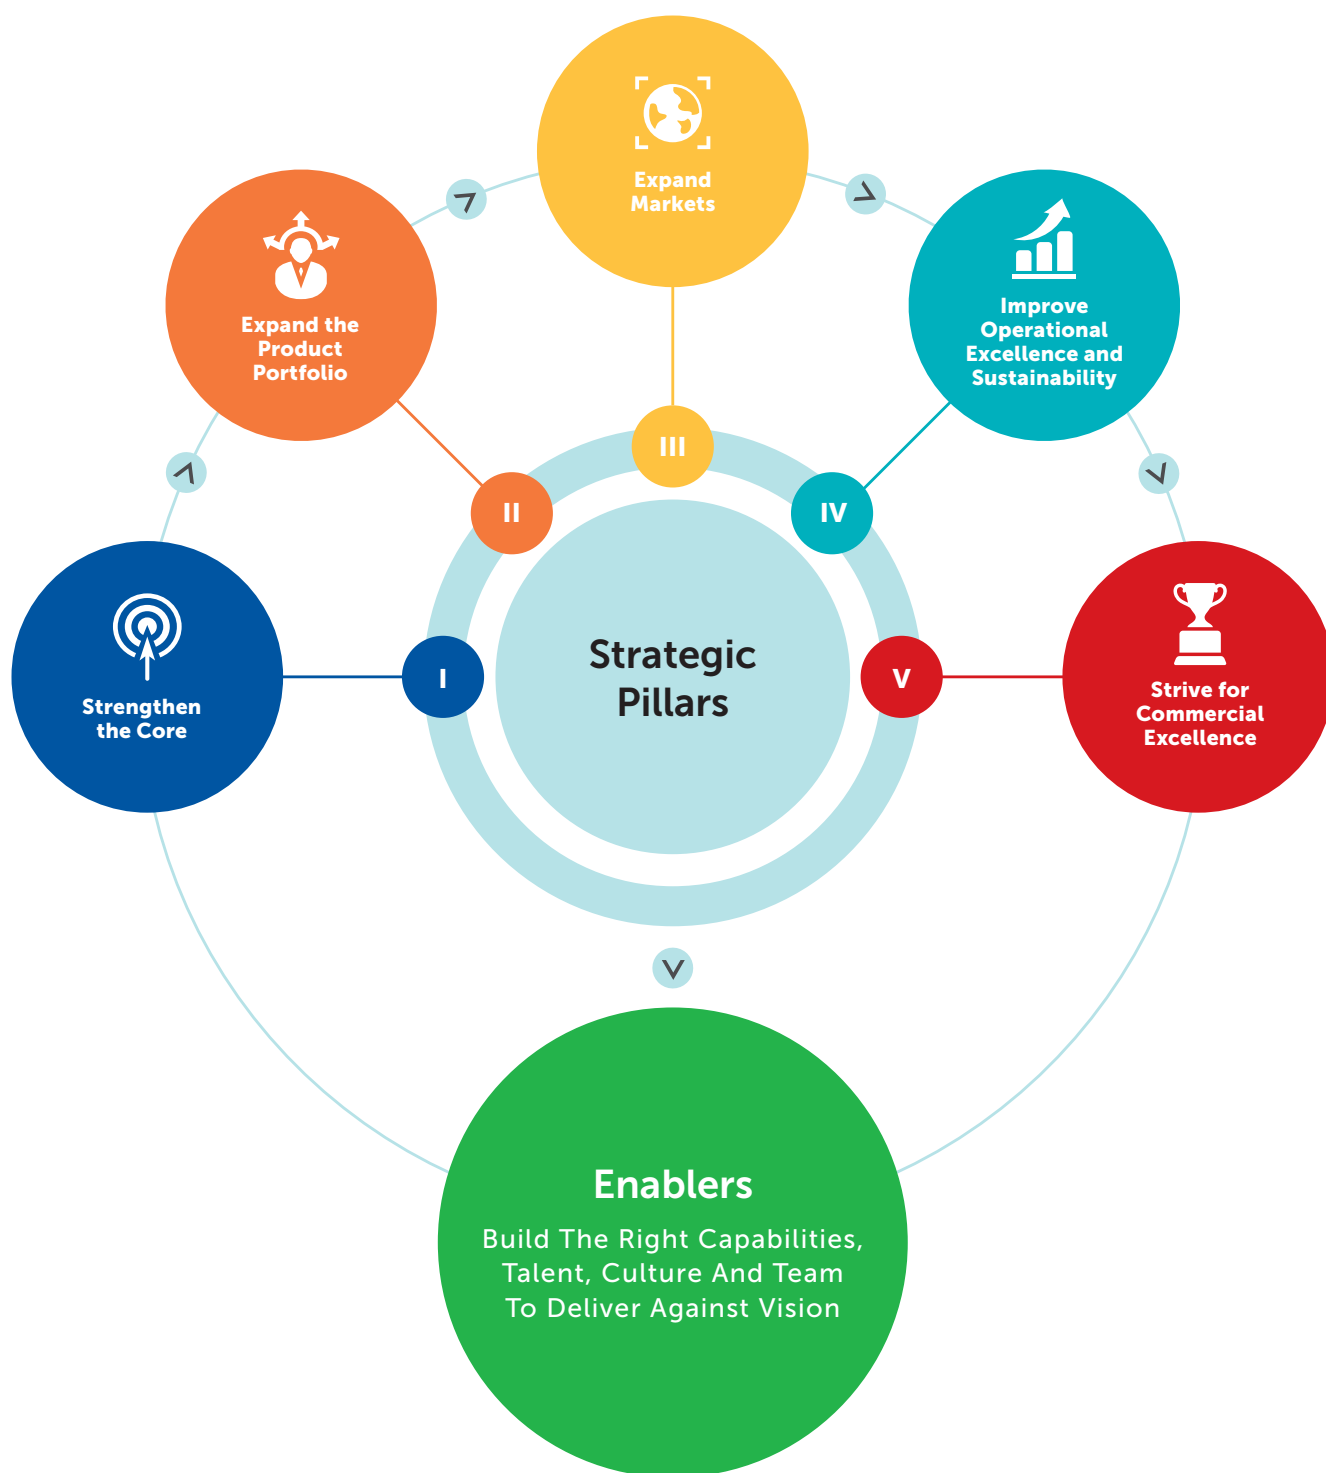 Expand
Markets
Expand the
Product
Portfolio
Improve
Operational
Excellence and
Sustainability
III
II
IV
Strengthen
the Core
I
Strategic
Pillars
V
Strive for
Commercial
Excellence
Enablers
Build The Right Capabilities,
Talent, Culture And Team
To Deliver Against Vision